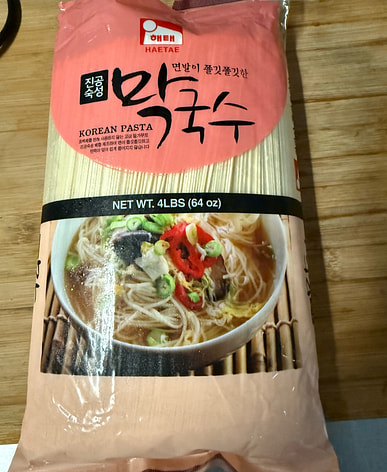 해태
HAETAE
면발이 쫄깃쫄깃한
진공
숙성
막국수
KOREAN PASTA
NET WT. 4LBS (64 oz)